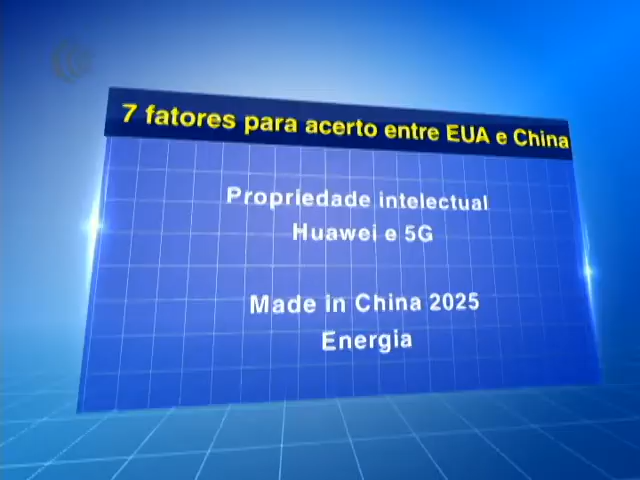 7 fatores para acerto entre EUA e China
Propriedade intelectual
Huawei e 5G
Made in China 2025
Energia